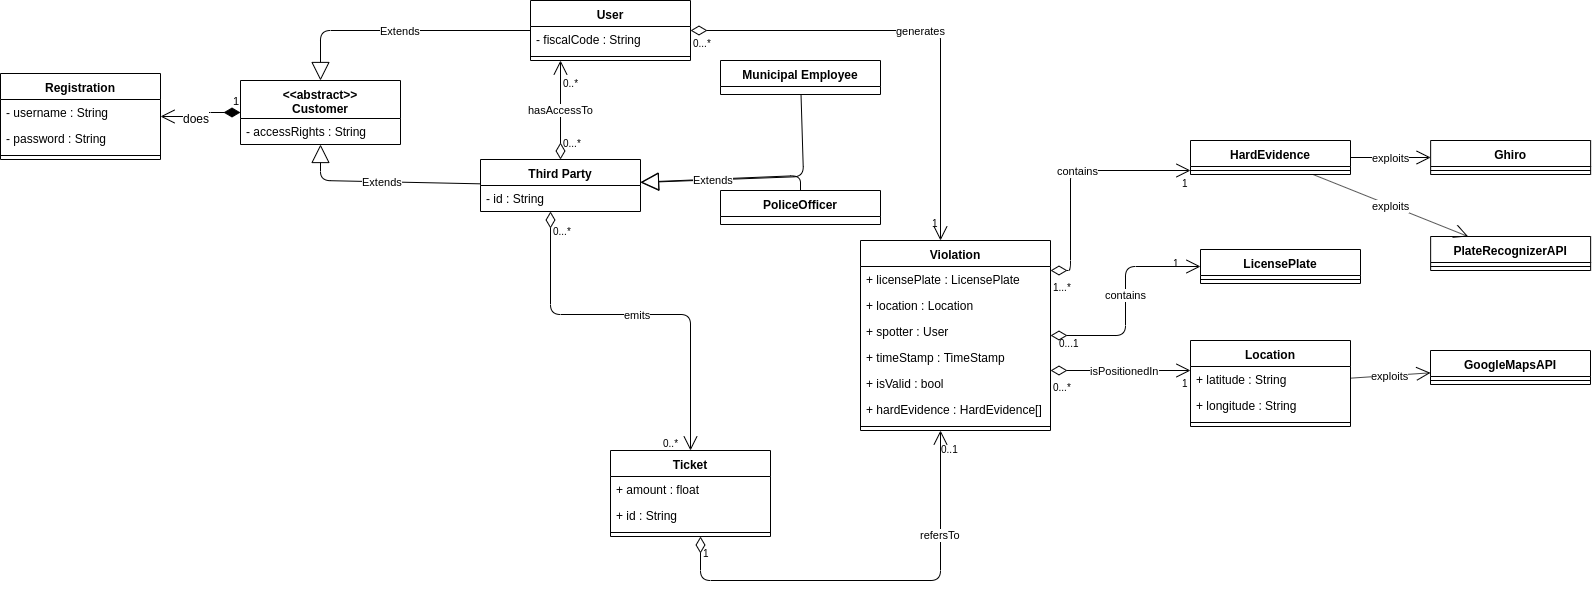 User
- fiscalCode : String
Extends
generates
0...*
Municipal Employee
Registration
- username : String
- password : String
does
1
<<abstract>>
Customer
- accessRights : String
0..*
hasAccessTo
0...*
Extends
Third Party
- id : String
Extends
PoliceOfficer
0...*
emits
0..*
Ticket
+ amount : float
+ id : String
1
refersTo
0..1
1
Violation
+ licensePlate : LicensePlate
+ location : Location
+ spotter : User
+ timeStamp : TimeStamp
+ isValid : bool
+ hardEvidence : HardEvidence[]
contains
1
1...*
HardEvidence
exploits
Ghiro
exploits
PlateRecognizerAPI
1
LicensePlate
contains
0...1
isPositionedIn
0...*
1
Location
+ latitude : String
+ longitude : String
exploits
GoogleMapsAPI